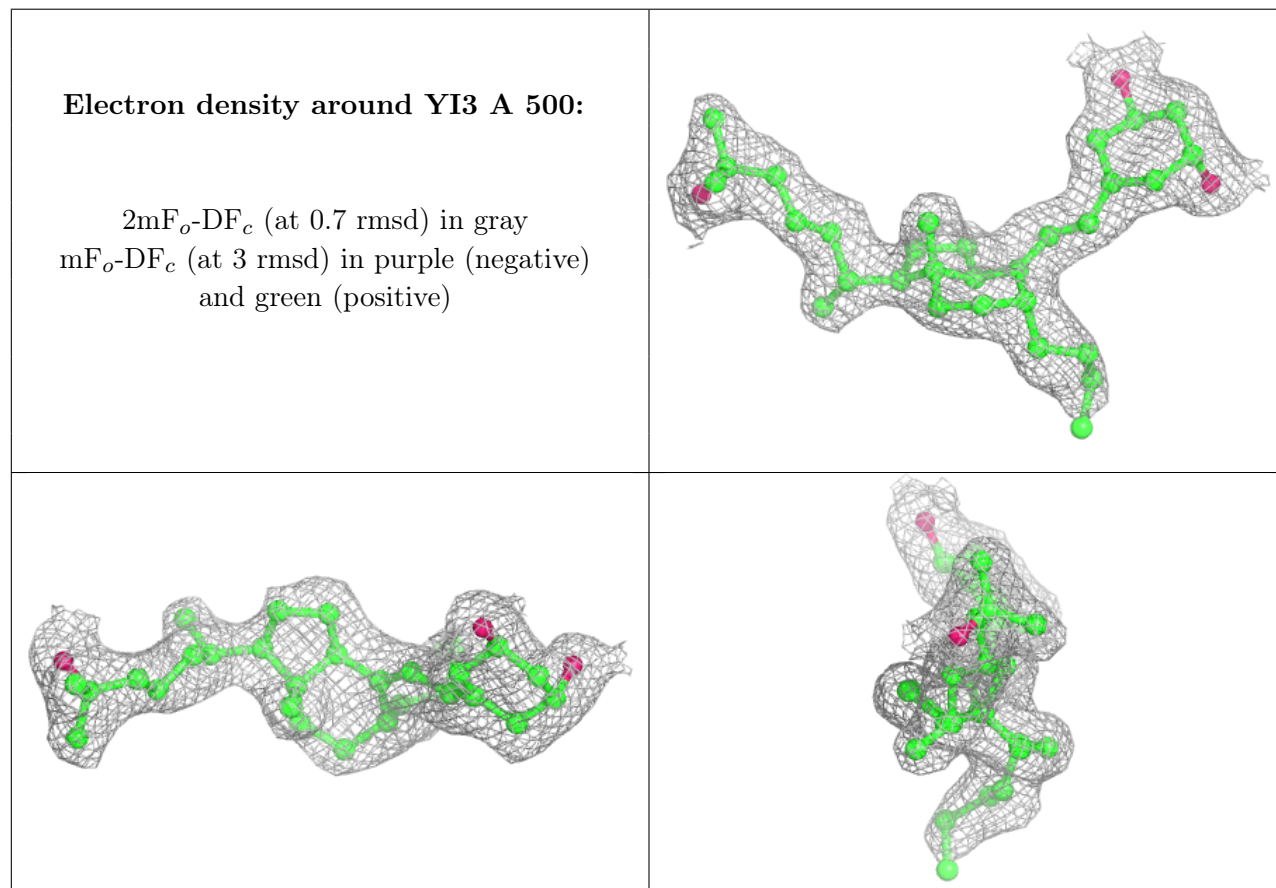 Electron density around YI3 A 500:
2mFo-DFc (at 0.7 rmsd) in gray
mFo-DFc (at 3 rmsd) in purple (negative)
and green (positive)